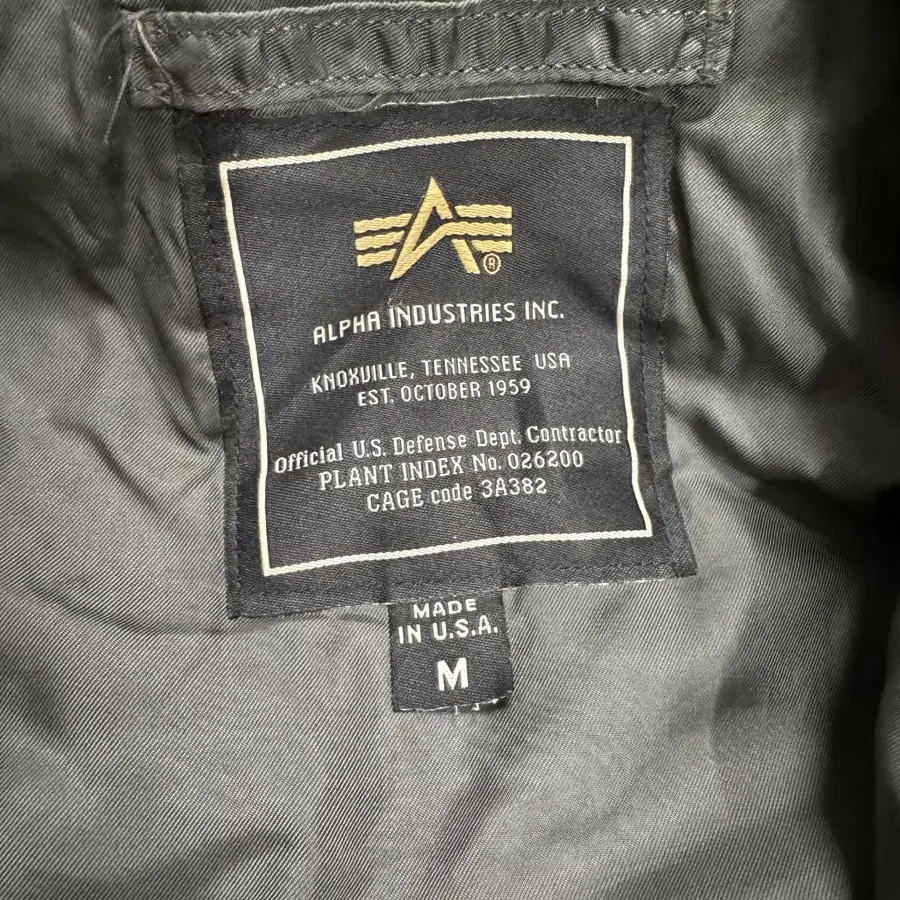 ®
ALPHA INDUSTRIES INC.
KNOXVILLE, TENNESSEE USA
EST. OCTOBER 1959
Official U.S. Defense Dept. Contractor
PLANT INDEX No. 026200
CAGE code 3A382
MADE
IN U.S.A.
M